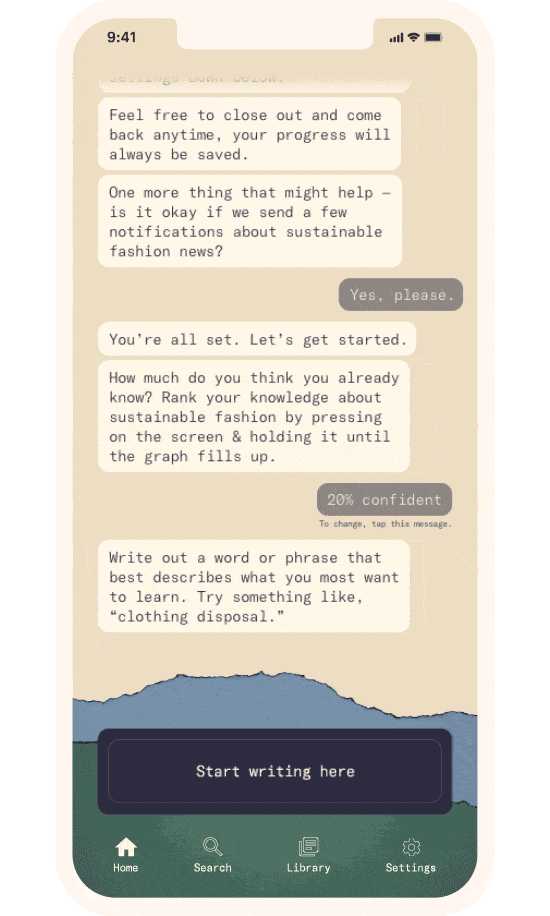 9:41
settings down below.
Feel free to close out and come
back anytime, your progress will
always be saved.
One more thing that might help —
is it okay if we send a few
notifications about sustainable
fashion news?
Yes, please.
You’re all set. Let’s get started.
How much do you think you already
know? Rank your knowledge about
sustainable fashion by pressing
on the screen & holding it until
the graph fills up.
20% confident
To change, tap this message.
Write out a word or phrase that
best describes what you most want
to learn. Try something like,
“clothing disposal.”
Start writing here
Home Search Library Settings